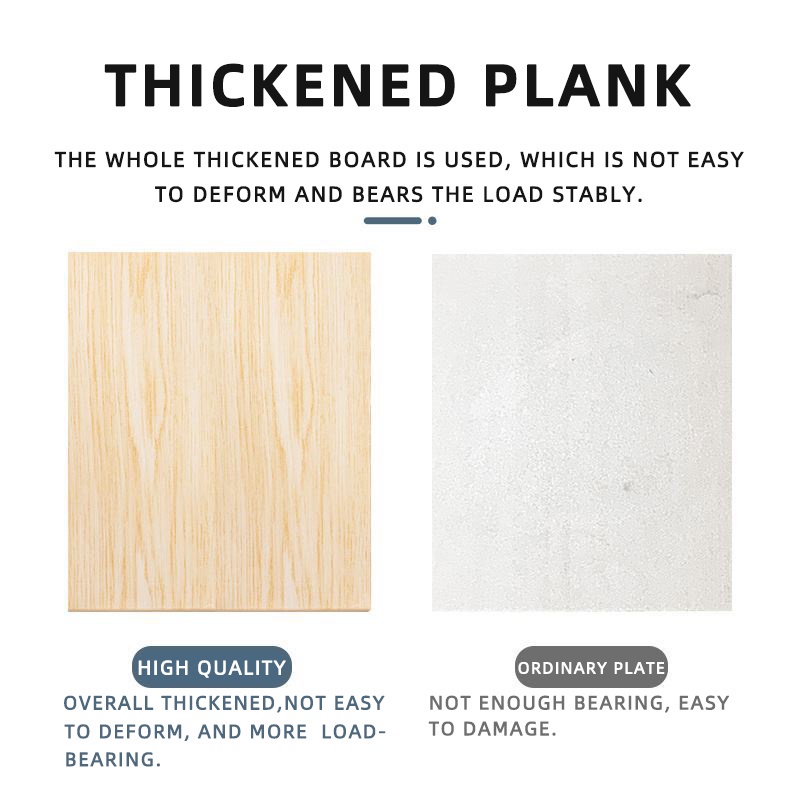 THICKENED PLANK
THE WHOLE THICKENED BOARD IS USED, WHICH IS NOT EASY
TO DEFORM AND BEARS THE LOAD STABLY.
HIGH QUALITY
OVERALL THICKENED,NOT EASY
TO DEFORM, AND MORE LOAD-
BEARING.
ORDINARY PLATE
NOT ENOUGH BEARING, EASY
TO DAMAGE.